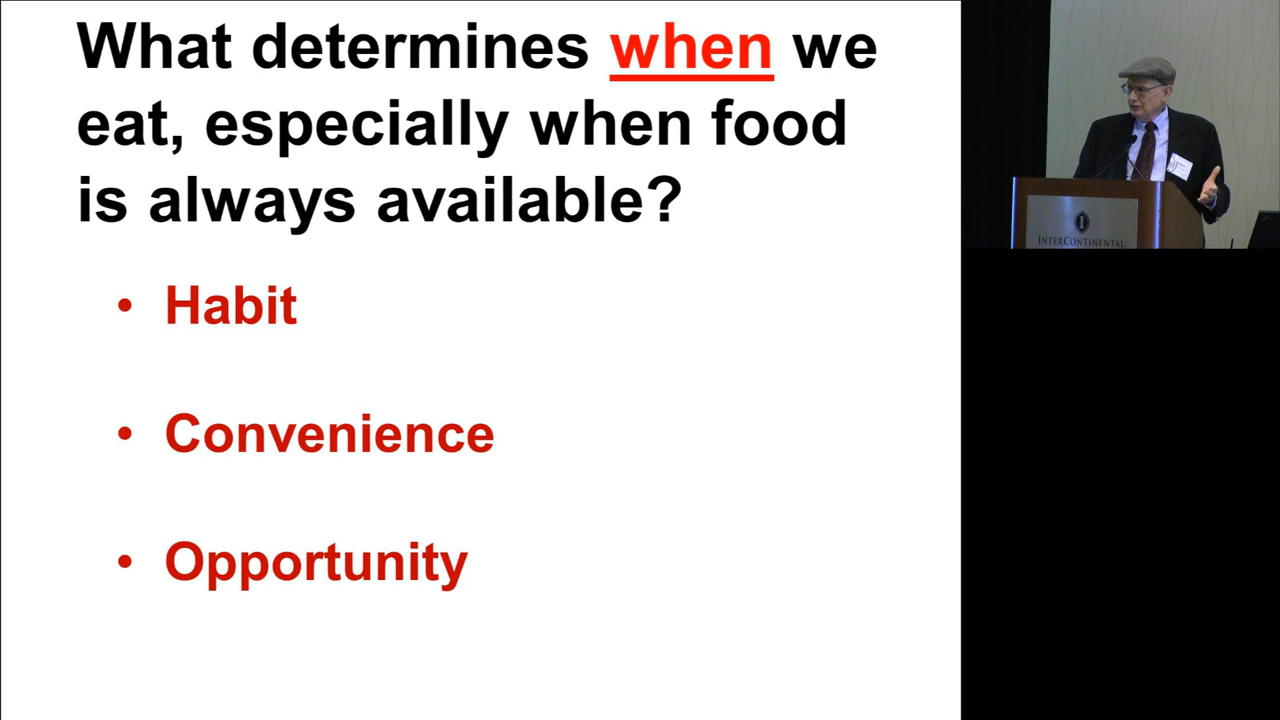 What determines when we
eat, especially when food
is always available?
• Habit
• Convenience
• Opportunity
I
INTERCONTINENTAL